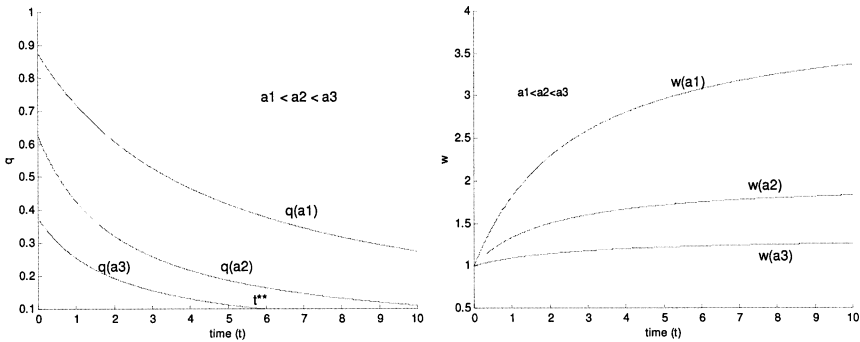 1
0.9
0.8
0.7
0.6
0.5
0.4
0.3
0.2
0.1
q
a1 < a2 < a3
q(a1)
q(a2)
q(a3)
t**
0 1 2 3 4 5 6 7 8 9 10
time (t)
4
3.5
3
2.5
2
1.5
1
0.5
w
a1<a2<a3
w(a1)
w(a2)
w(a3)
0 1 2 3 4 5 6 7 8 9 10
time (t)